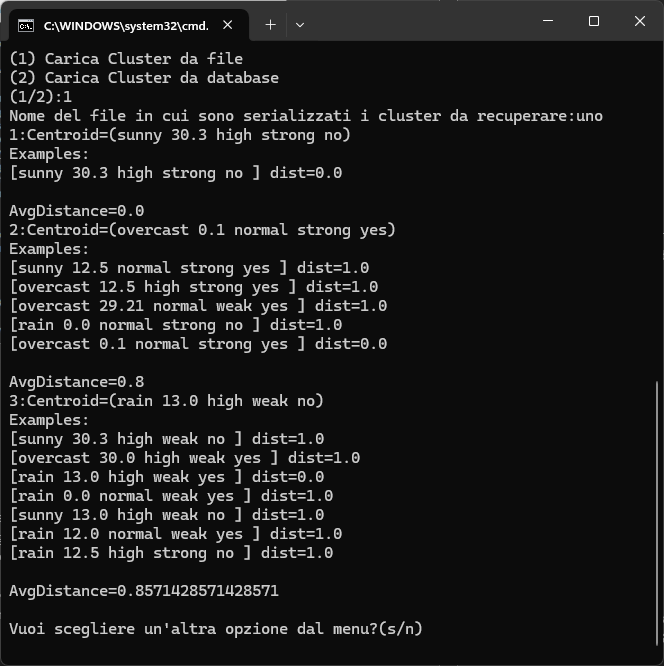 C:\WINDOWS\system32\cmd.
(1) Carica Cluster da file
(2) Carica Cluster da database
(1/2):1
Nome del file in cui sono serializzati i cluster da recuperare:uno
1:Centroid=(sunny 30.3 high strong no)
Examples:
[sunny 30.3 high strong no ] dist=0.0
AvgDistance=0.0
2:Centroid=(overcast 0.1 normal strong yes)
Examples:
[sunny 12.5 normal strong yes ] dist=1.0
[overcast 12.5 high strong yes ] dist=1.0
[overcast 29.21 normal weak yes ] dist=1.0
[rain 0.0 normal strong no ] dist=1.0
[overcast 0.1 normal strong yes ] dist=0.0
AvgDistance=0.8
3:Centroid=(rain 13.0 high weak no)
Examples:
[sunny 30.3 high weak no ] dist=1.0
[overcast 30.0 high weak yes ] dist=1.0
[rain 13.0 high weak yes ] dist=0.0
[rain 0.0 normal weak yes ] dist=1.0
[sunny 13.0 high weak no ] dist=1.0
[rain 12.0 normal weak yes ] dist=1.0
[rain 12.5 high strong no ] dist=1.0
AvgDistance=0.8571428571428571
Vuoi scegliere un'altra opzione dal menu?(s/n)